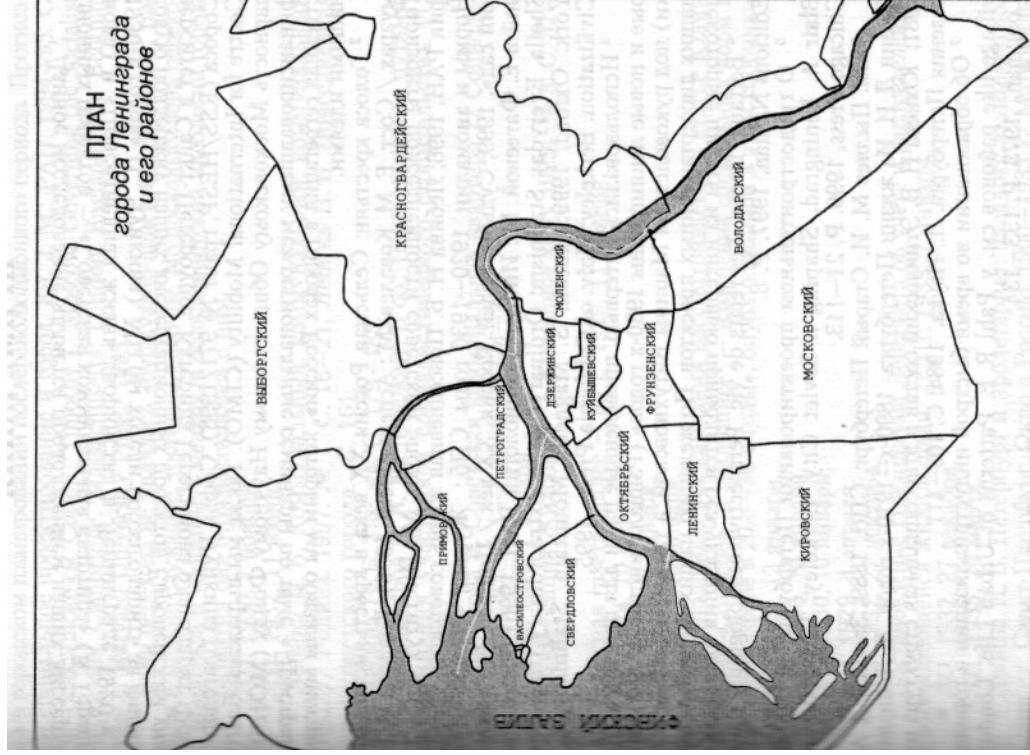 ПЛАН
города Ленинграда
и его районов
ВЫБОРГСКИЙ
КРАСНОГВАРДЕЙСКИЙ
ПРИМОРСКИЙ
ПЕТРОГРАДСКИЙ
ВАСИЛЕОСТРОВСКИЙ
СВЕРДЛОВСКИЙ
ДЗЕРЖИНСКИЙ
СМОЛЕНСКИЙ
КУЙБЫШЕВСКИЙ
ОКТЯБРЬСКИЙ
ФРУНЗЕНСКИЙ
ЛЕНИНСКИЙ
ВОЛОДАРСКИЙ
КИРОВСКИЙ
МОСКОВСКИЙ
ФИНСКИЙ ЗАЛИВ